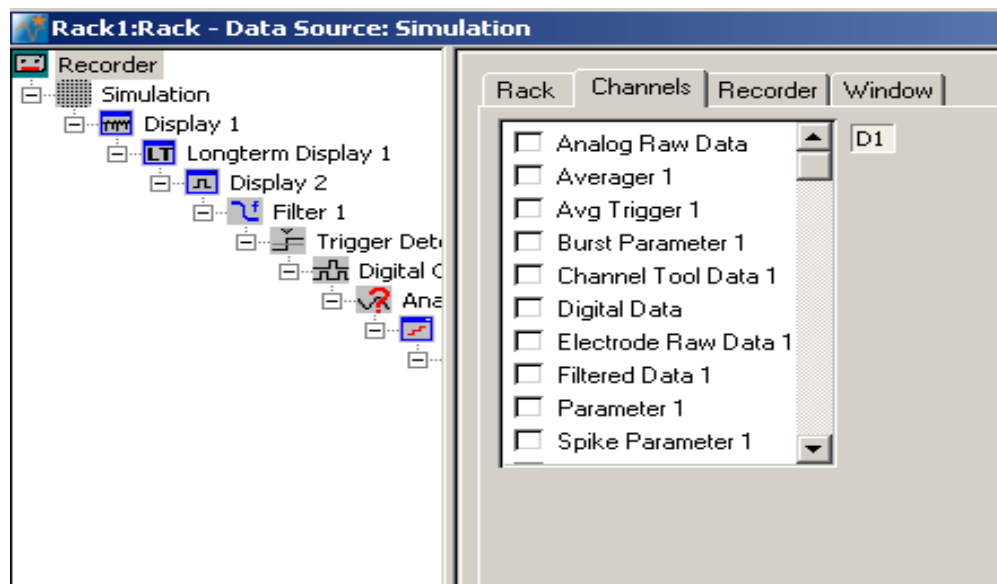 Rack1:Rack - Data Source: Simulation
Recorder
Simulation
Display 1
LT Longterm Display 1
Display 2
Filter 1
Trigger Det
Digital
Ana
Rack Channels Recorder Window
Analog Raw Data
Averager 1
Avg Trigger 1
Burst Parameter 1
Channel Tool Data 1
Digital Data
Electrode Raw Data 1
Filtered Data 1
Parameter 1
Spike Parameter 1
D1